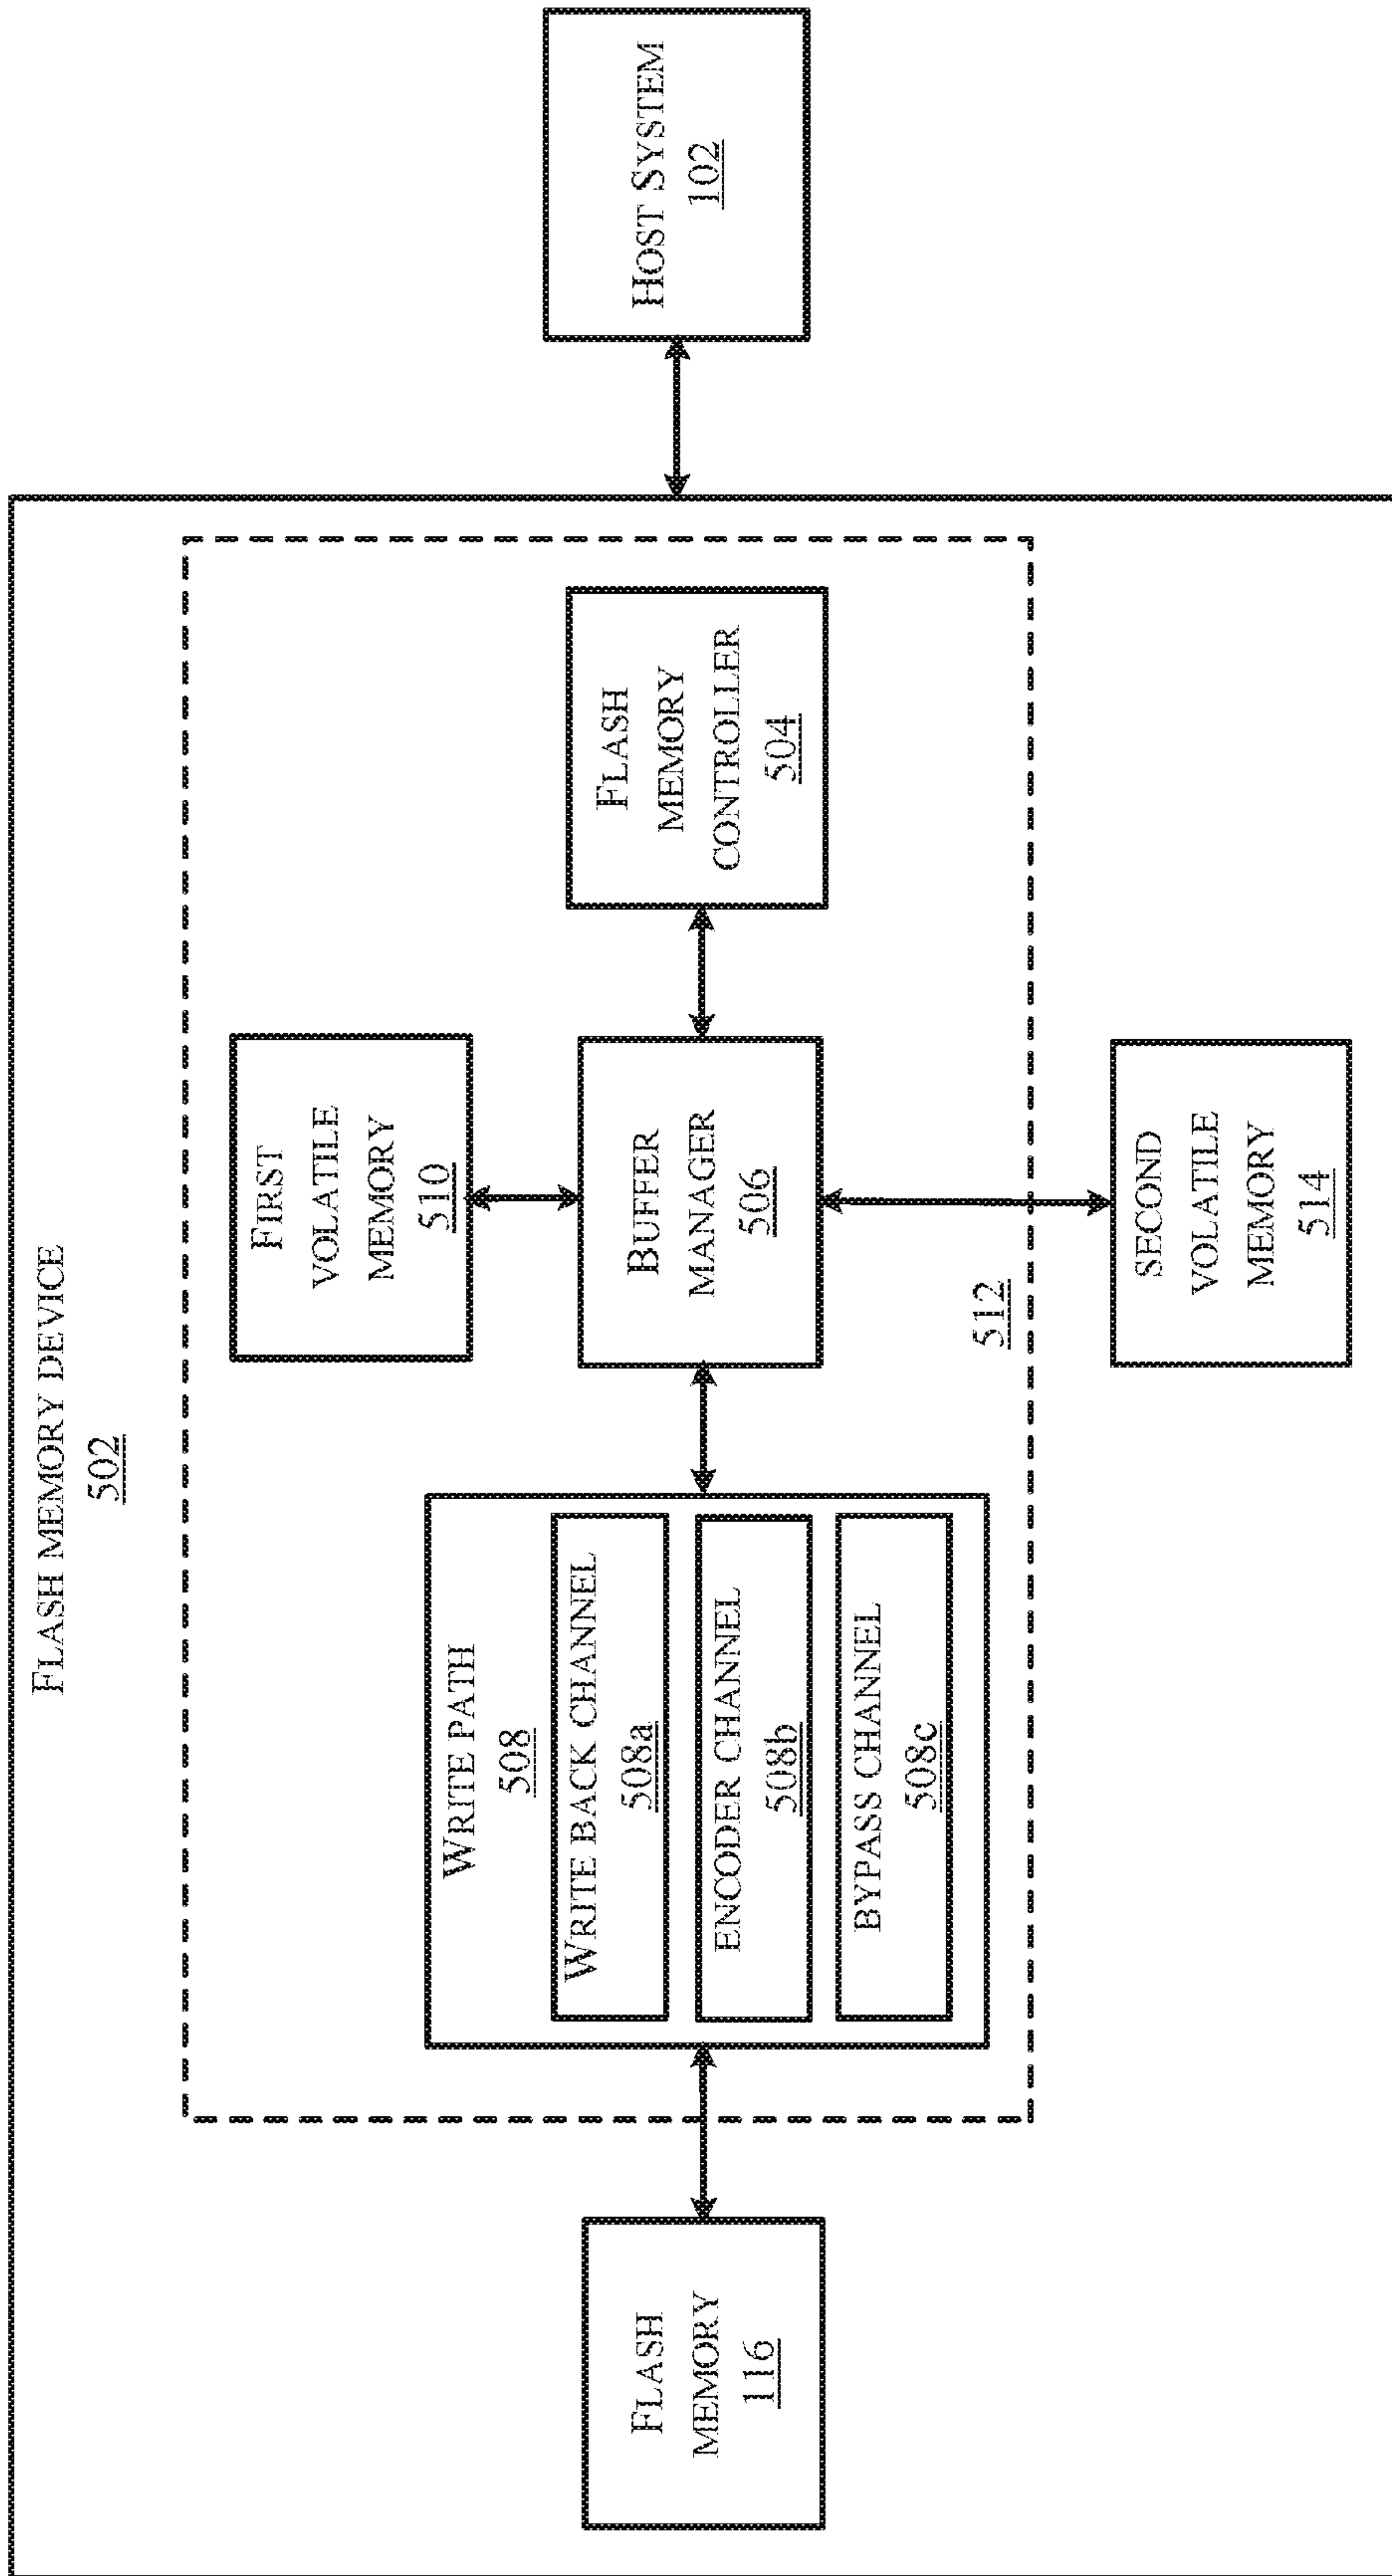 FLASH MEMORY DEVICE
502
FLASH
MEMORY
116
WRITE PATH
508
WRITE BACK CHANNEL
508a
ENCODER CHANNEL
508b
BYPASS CHANNEL
508c
FIRST
VOLATILE
MEMORY
510
BUFFER
MANAGER
506
512
SECOND
VOLATILE
MEMORY
514
FLASH
MEMORY
CONTROLLER
504
HOST SYSTEM
102